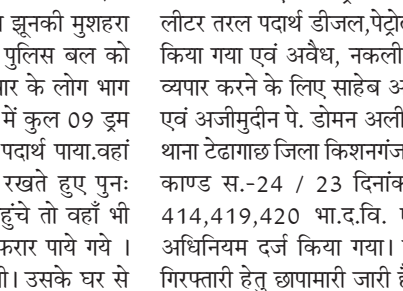 झूनकी मुशहरा
पुलिस बल को
के लोग भाग
में कुल 09 ड्रम
पदार्थ पाया.वहां
रखते हुए पुनः
तो वहाँ भी
फरार पाये गये ।
उसके घर से
लीटर तरल पदार्थ डीजल,
किया गया एवं अवैध, नकली
व्यपार करने के लिए साहेब
एवं अजीमुदीन पे. डोमन अली
थाना टेढागाछ जिला किशनगंज
काण्ड स.-24 / 23
414,419,420 भा.द.वि.
अधिनियम दर्ज किया गया।
गिरफ्तारी हेतु छापामारी जारी